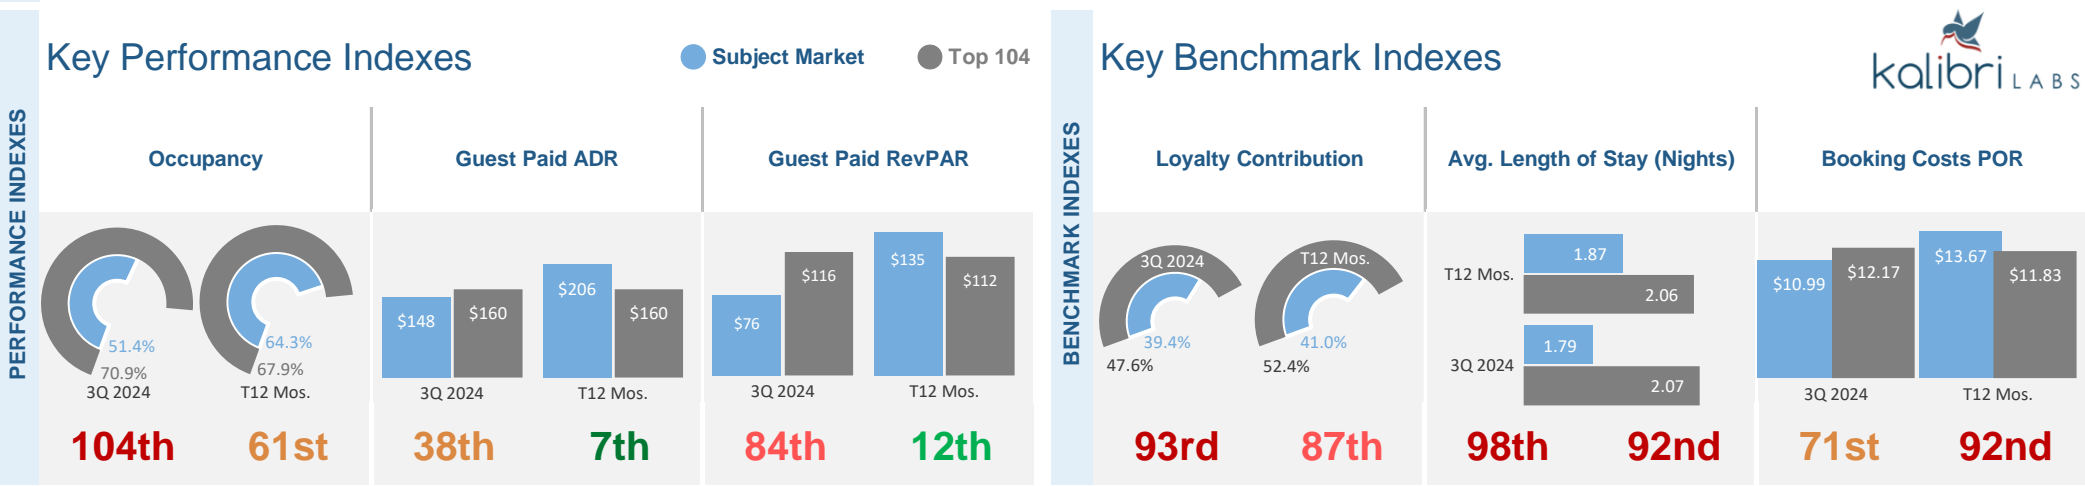 PERFORMANCE INDEXES
Key Performance Indexes
Subject Market
Top 104
Occupancy
Guest Paid ADR
Guest Paid RevPAR
51.4%
70.9%
3Q 2024
64.3%
67.9%
T12 Mos.
$148
$160
3Q 2024
$206
$160
T12 Mos.
$76
$116
3Q 2024
$135
$112
T12 Mos.
104th
61st
38th
7th
84th
12th
BENCHMARK INDEXES
Key Benchmark Indexes
kalibri LABS
Loyalty Contribution
Avg. Length of Stay (Nights)
Booking Costs POR
3Q 2024
39.4%
47.6%
T12 Mos.
41.0%
52.4%
T12 Mos.
1.87
2.06
3Q 2024
1.79
2.07
$10.99
$12.17
3Q 2024
$13.67
$11.83
T12 Mos.
93rd
87th
98th
92nd
71st
92nd